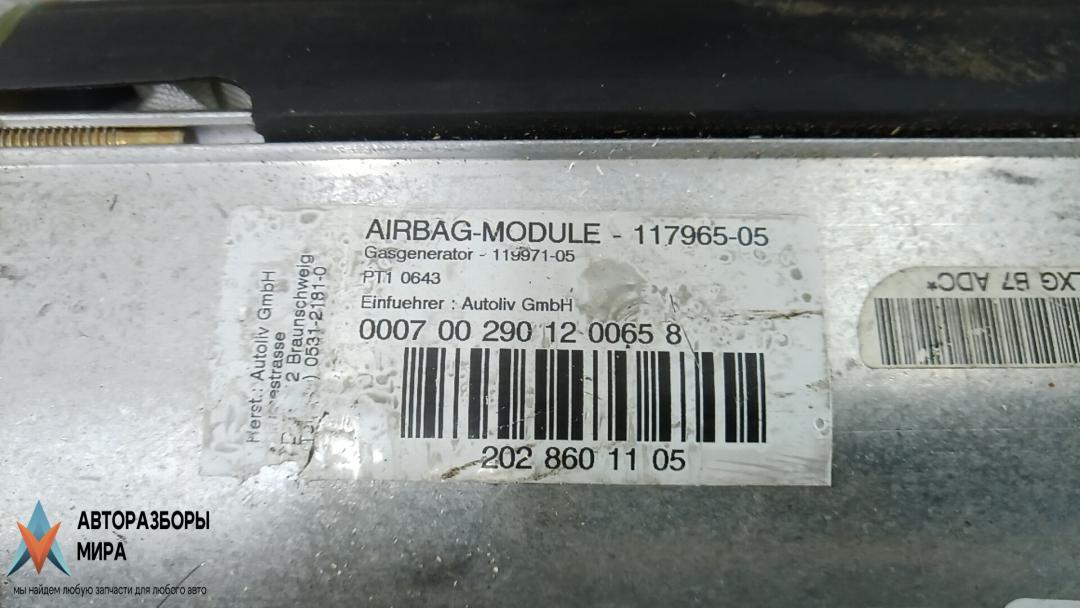 AIRBAG-MODULE - 117965-05
Gasgenerator - 119971-05
PT1 0643
Einfuehrer : Autoliv GmbH
0007 00 290 12 0065 8
202 860 11 05
Herst.: Autoliv GmbH
2 Braunschweig
) 0531-2181-0
LXG B7 ADC*
АВТОРАЗБОРЫ
МИРА
мы найдем любую запчасти для любого авто